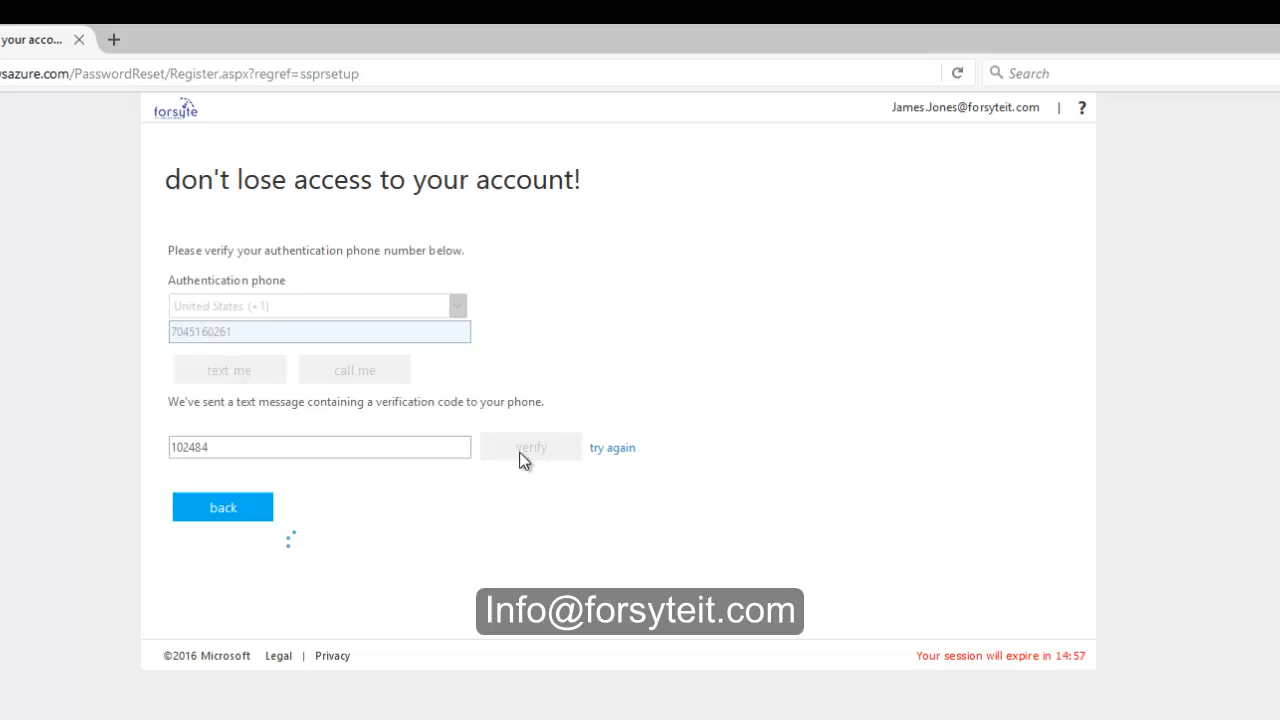 your acco...
wsazure.com/PasswordReset/Register.aspx?regref=ssprsetup
Search
forsyte
James.Jones@forsyteit.com | ?
don't lose access to your account!
Please verify your authentication phone number below.
Authentication phone
United States (+1)
7045160261
text me
call me
We've sent a text message containing a verification code to your phone.
102484
verify
try again
back
Info@forsyteit.com
©2016 Microsoft Legal | Privacy
Your session will expire in 14:57